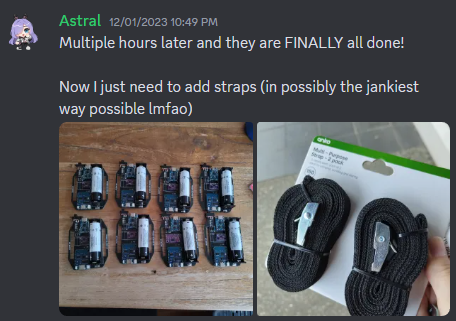 Astral 12/01/2023 10:49 PM
Multiple hours later and they are FINALLY all done!
Now I just need to add straps (in possibly the jankiest
way possible lmfao)
anko
Multi-Purpose
Strap - 2 pack